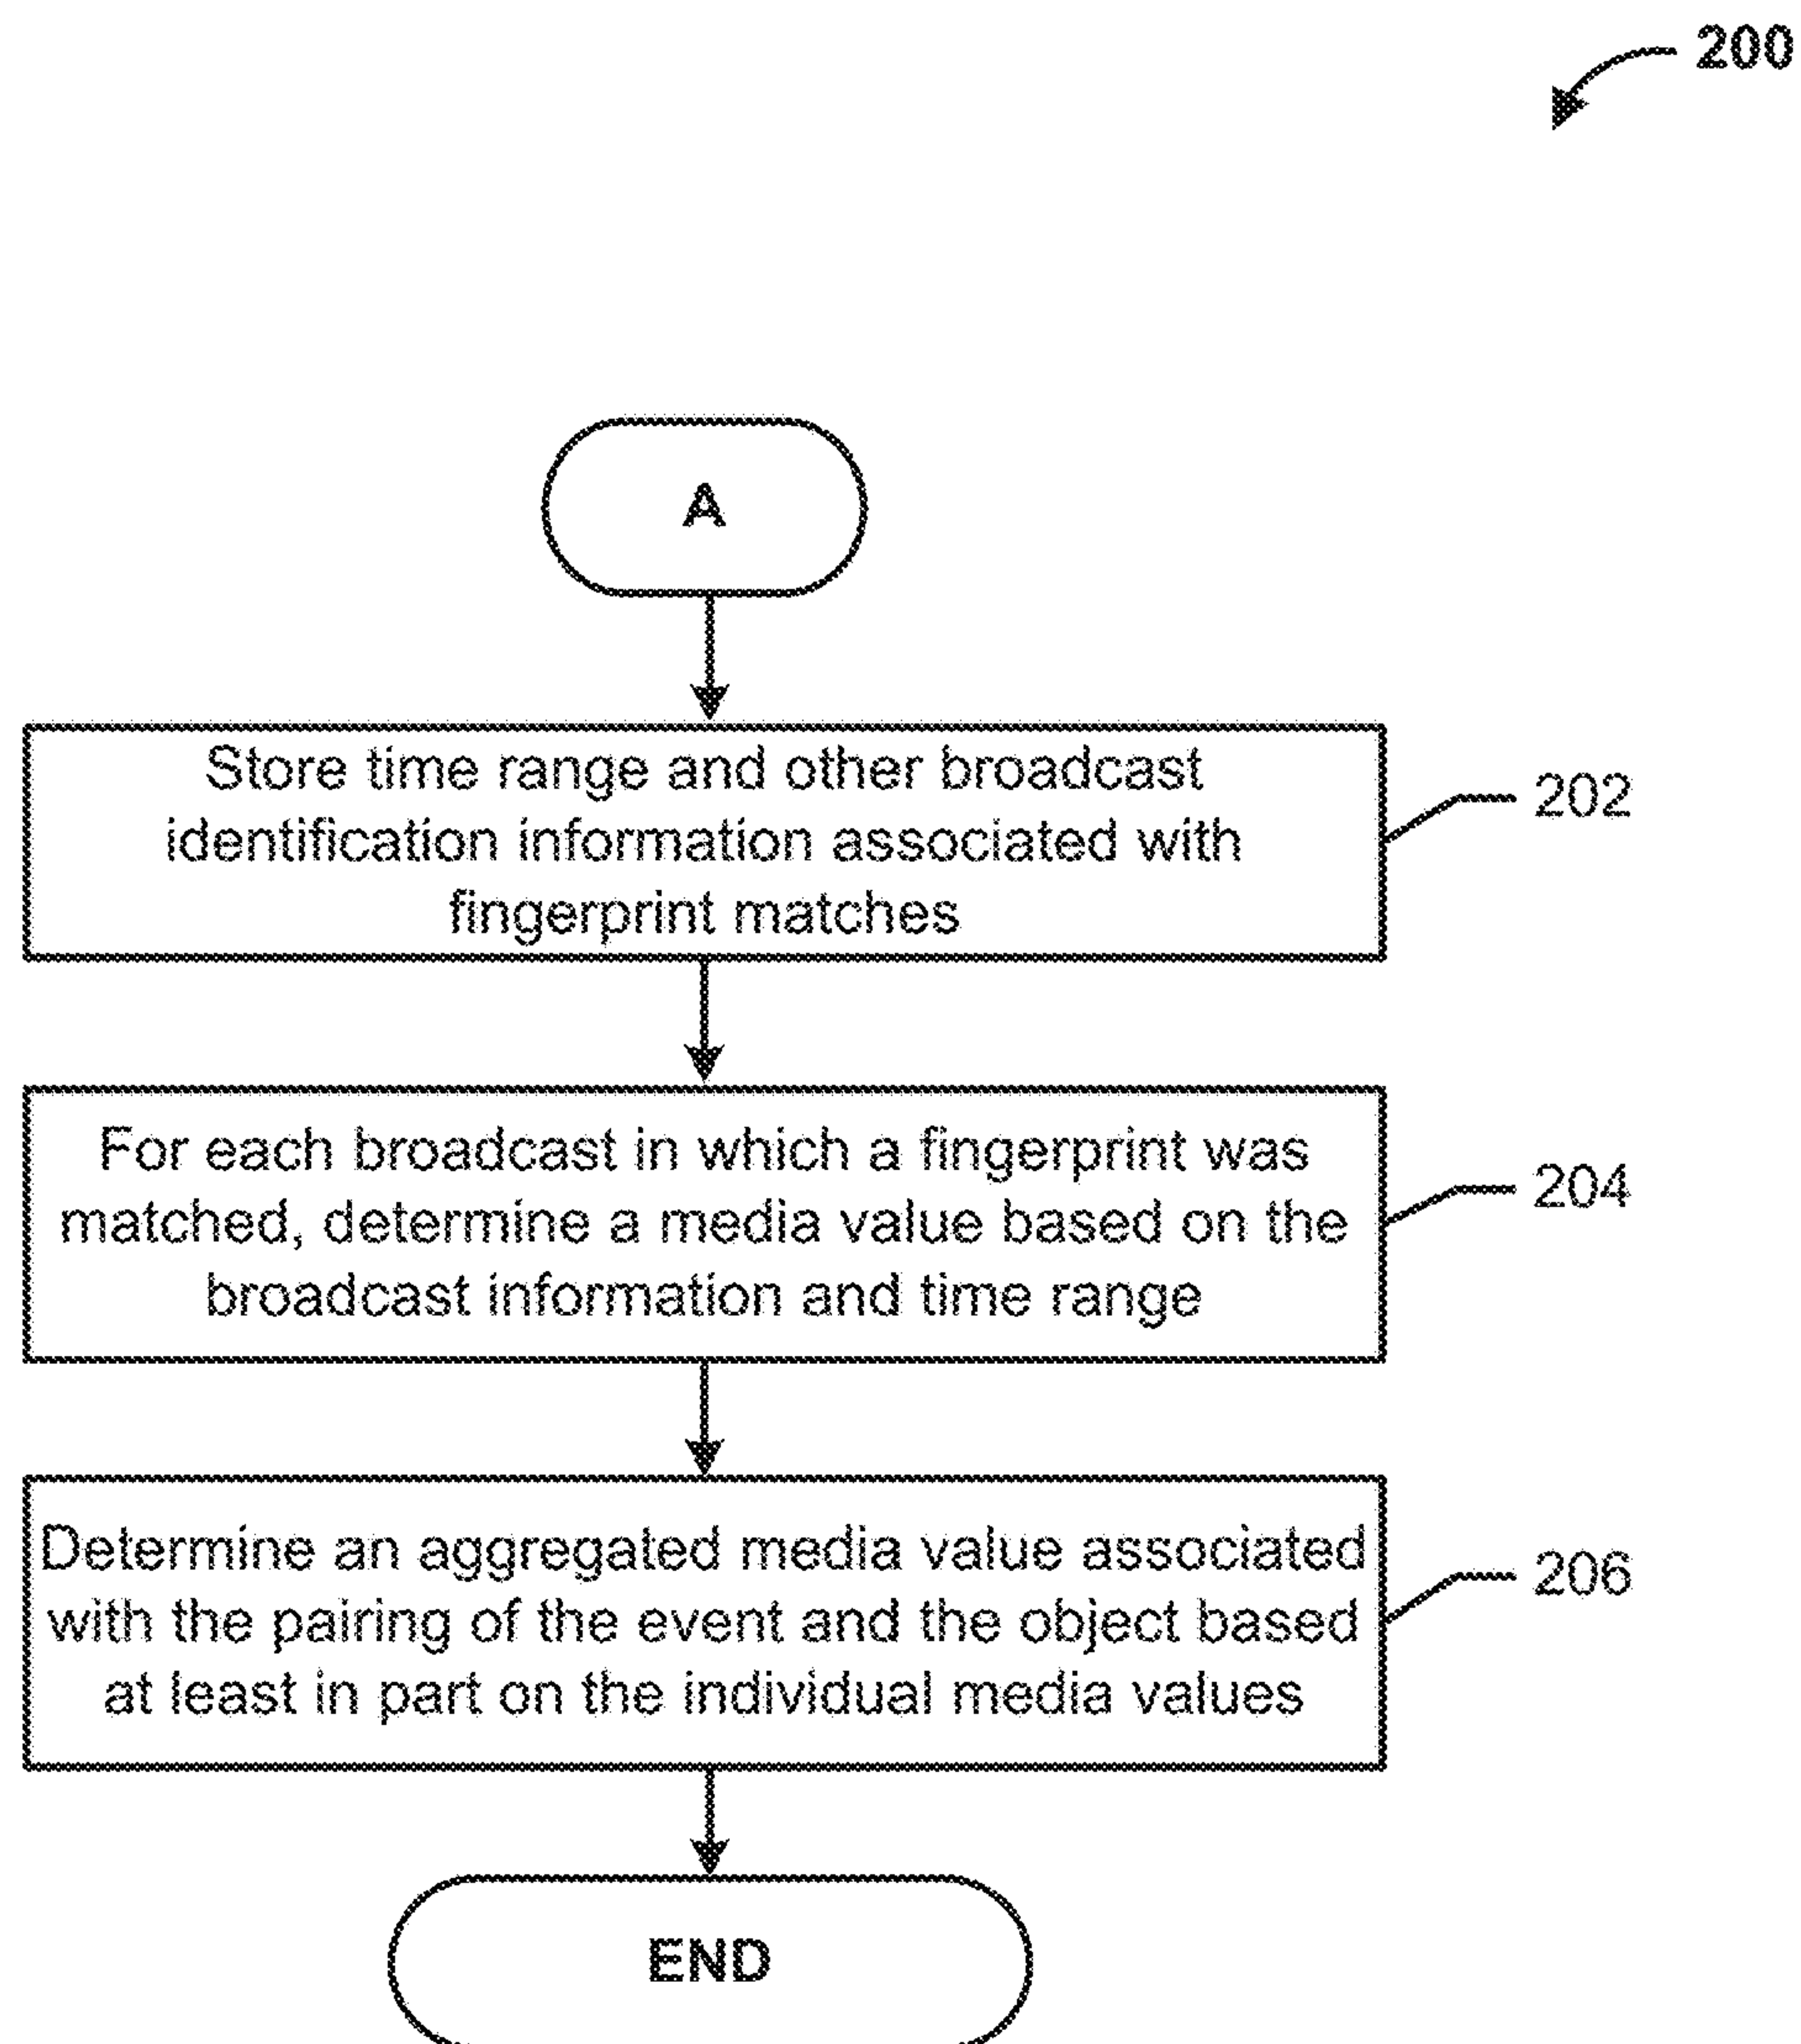 200
A
Store time range and other broadcast
identification information associated with
fingerprint matches
202
For each broadcast in which a fingerprint was
matched, determine a media value based on the
broadcast information and time range
204
Determine an aggregated media value associated
with the pairing of the event and the object based
at least in part on the individual media values
206
END